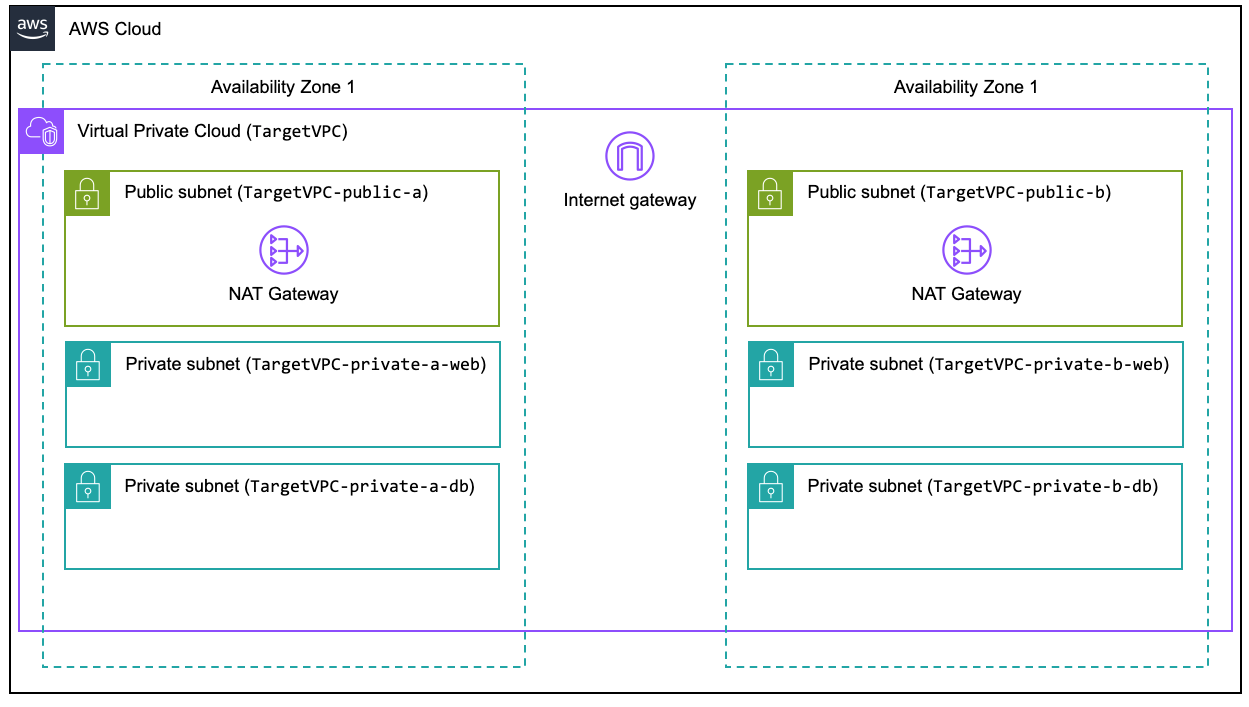 aws
AWS Cloud
Availability Zone 1
Availability Zone 1
Virtual Private Cloud (TargetVPC)
Internet gateway
Public subnet (TargetVPC-public-a)
NAT Gateway
Private subnet (TargetVPC-private-a-web)
Private subnet (TargetVPC-private-a-db)
Public subnet (TargetVPC-public-b)
NAT Gateway
Private subnet (TargetVPC-private-b-web)
Private subnet (TargetVPC-private-b-db)